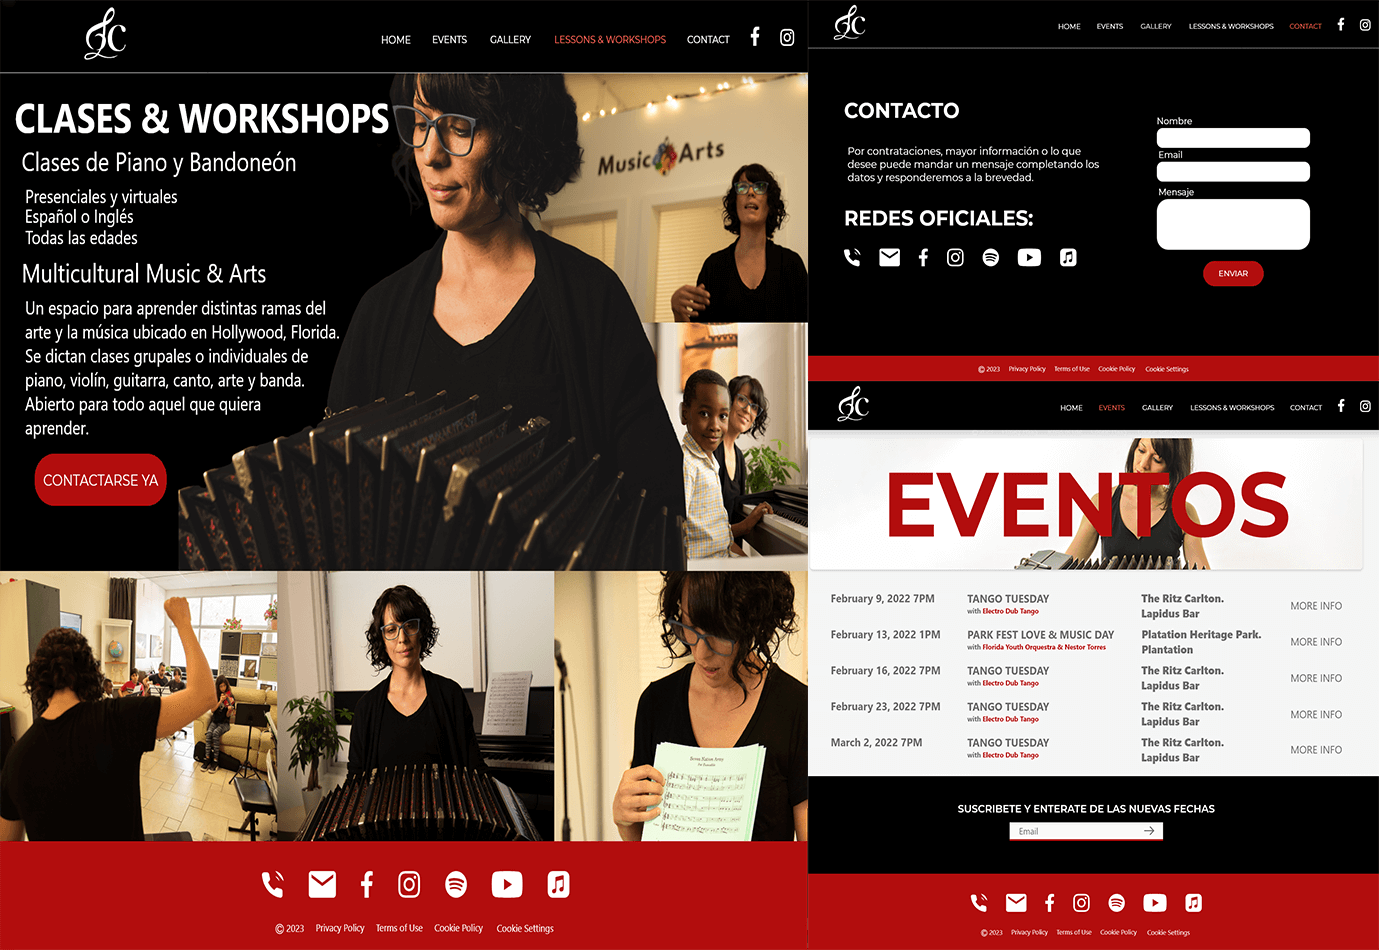 HOME EVENTS GALLERY LESSONS & WORKSHOPS CONTACT
CLASES & WORKSHOPS
Clases de Piano y Bandoneón
Presenciales y virtuales
Español o Inglés
Todas las edades
Multicultural Music & Arts
Un espacio para aprender distintas ramas del
arte y la música ubicado en Hollywood, Florida.
Se dictan clases grupales o individuales de
piano, violín, guitarra, canto, arte y banda.
Abierto para todo aquel que quiera
aprender.
CONTACTARSE YA
Music Arts
© 2023 Privacy Policy Terms of Use Cookie Policy Cookie Settings
HOME EVENTS GALLERY LESSONS & WORKSHOPS CONTACT
CONTACTO
Por contrataciones, mayor información o lo que
desee puede mandar un mensaje completando los
datos y responderemos a la brevedad.
REDES OFICIALES:
Nombre
Email
Mensaje
ENVIAR
© 2023 Privacy Policy Terms of Use Cookie Policy Cookie Settings
HOME EVENTS GALLERY LESSONS & WORKSHOPS CONTACT
EVENTOS
February 9, 2022 7PM TANGO TUESDAY The Ritz Carlton. MORE INFO
with Electro Dub Tango Lapidus Bar
February 13, 2022 1PM PARK FEST LOVE & MUSIC DAY Platation Heritage Park. MORE INFO
with Florida Youth Orquestra & Nestor Torres Plantation
February 16, 2022 7PM TANGO TUESDAY The Ritz Carlton. MORE INFO
with Electro Dub Tango Lapidus Bar
February 23, 2022 7PM TANGO TUESDAY The Ritz Carlton. MORE INFO
with Electro Dub Tango Lapidus Bar
March 2, 2022 7PM TANGO TUESDAY The Ritz Carlton. MORE INFO
with Electro Dub Tango Lapidus Bar
SUSCRIBETE Y ENTERATE DE LAS NUEVAS FECHAS
Email
© 2023 Privacy Policy Terms of Use Cookie Policy Cookie Settings